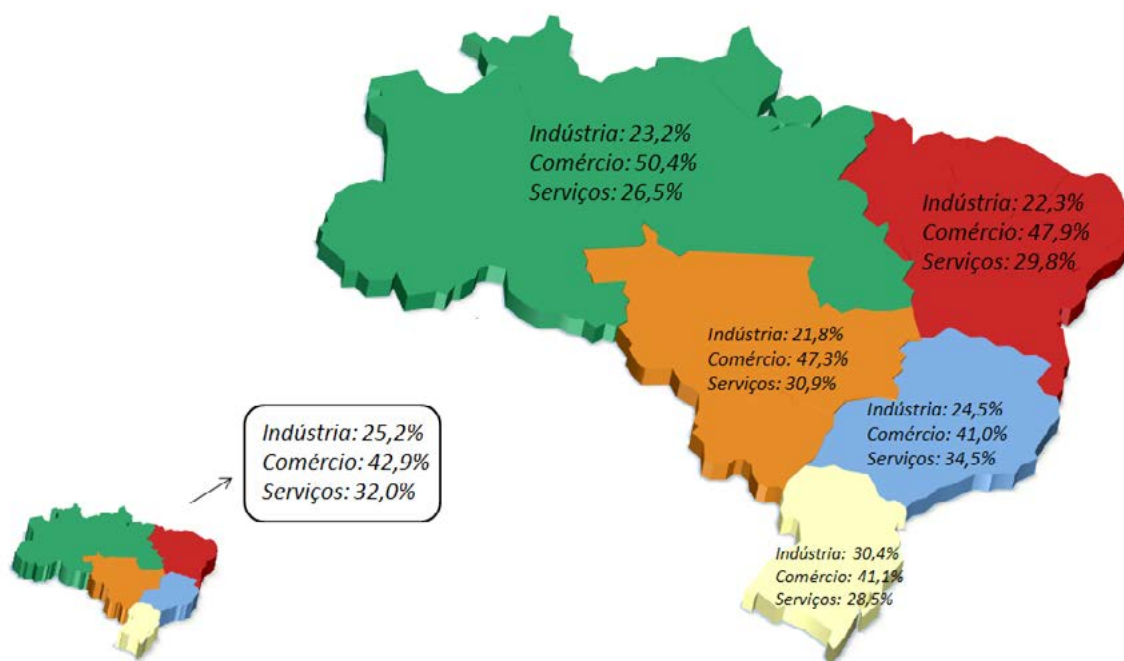 Indústria: 23,2%
Comércio: 50,4%
Serviços: 26,5%
Indústria: 22,3%
Comércio: 47,9%
Serviços: 29,8%
Indústria: 21,8%
Comércio: 47,3%
Serviços: 30,9%
Indústria: 24,5%
Comércio: 41,0%
Serviços: 34,5%
Indústria: 25,2%
Comércio: 42,9%
Serviços: 32,0%
Indústria: 30,4%
Comércio: 41,1%
Serviços: 28,5%